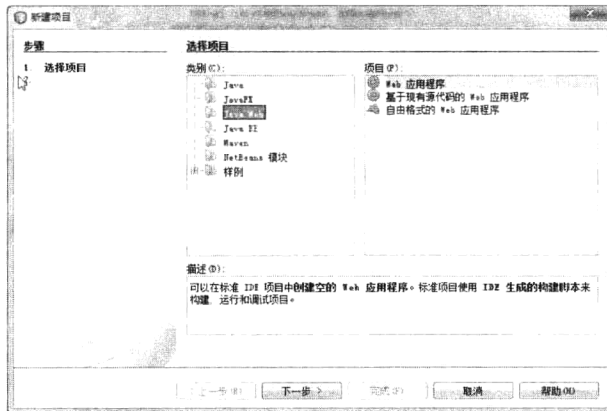 新建项目
步骤
1. 选择项目
选择项目
类别(C):
Java
JavaFX
Java Web
Java EE
Maven
NetBeans 模块
样例
项目(P):
Web 应用程序
基于现有源代码的 Web 应用程序
自由格式的 Web 应用程序
描述(D):
可以在标准 IDE 项目中创建空的 Web 应用程序。标准项目使用 IDE 生成的构建脚本来
构建、运行和调试项目。
下一步 >
完成(F)
取消
帮助(H)